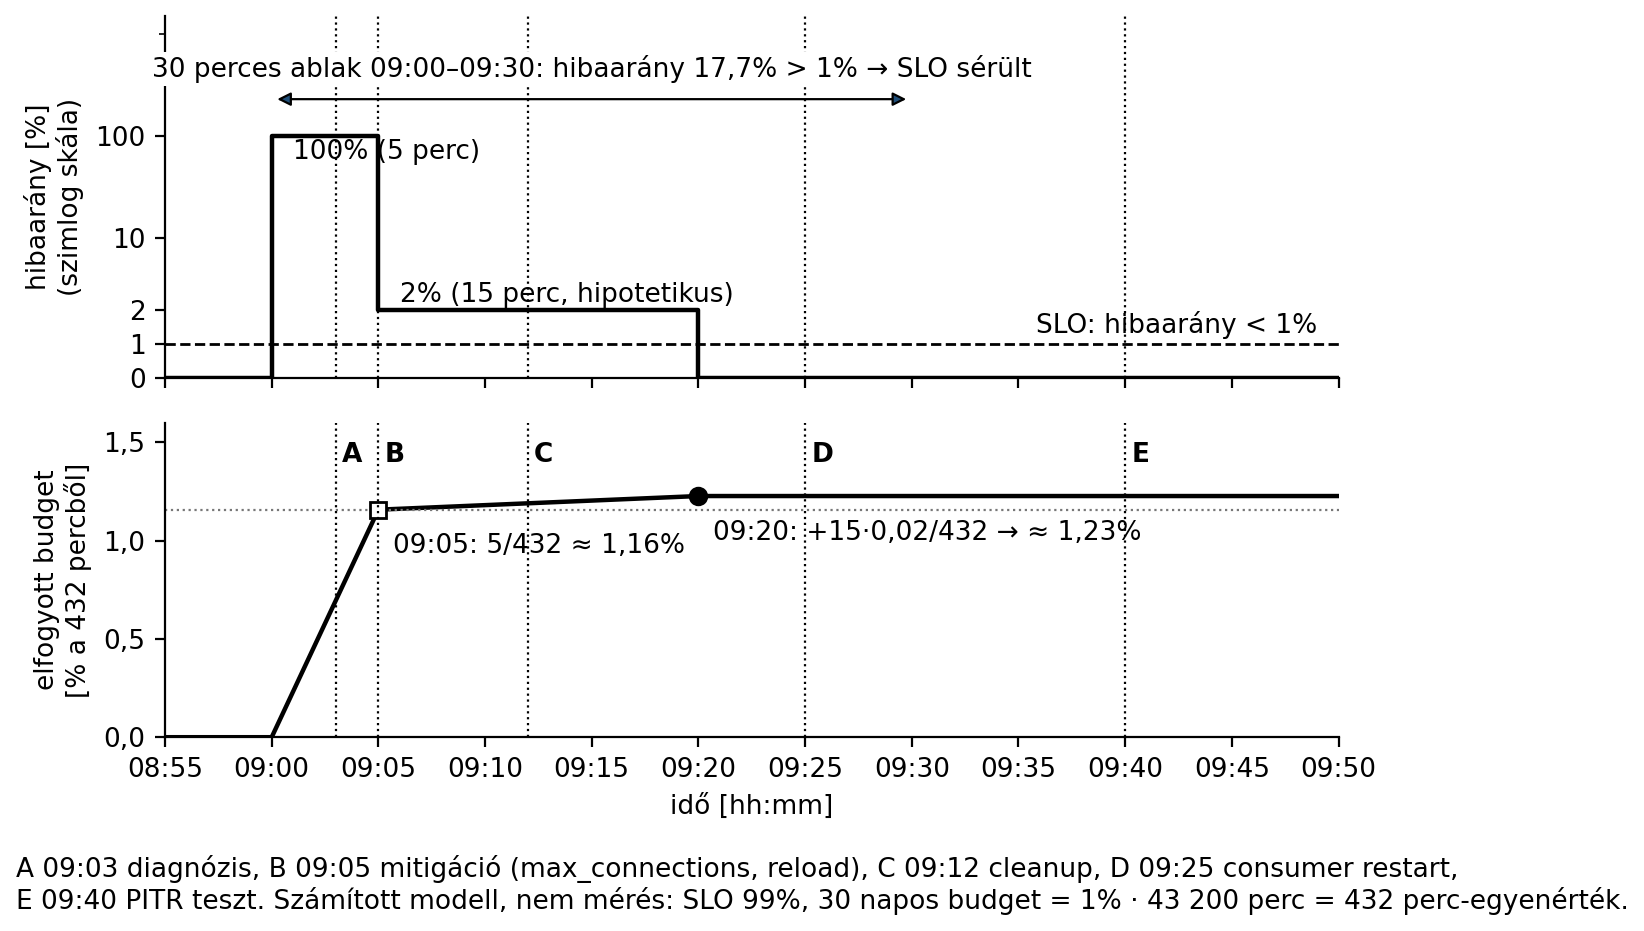 30 perces ablak 09:00–09:30: hibaarány 17,7% > 1% → SLO sérült
hibaarány [%]
(szimlog skála)
100
10
2
1
0
100% (5 perc)
2% (15 perc, hipotetikus)
SLO: hibaarány < 1%
elfogyott budget
[% a 432 percből]
1,5
1,0
0,5
0,0
A
B
C
D
E
09:05: 5/432 ≈ 1,16%
09:20: +15·0,02/432 → ≈ 1,23%
08:55 09:00 09:05 09:10 09:15 09:20 09:25 09:30 09:35 09:40 09:45 09:50
idő [hh:mm]
A 09:03 diagnózis, B 09:05 mitigáció (max_connections, reload), C 09:12 cleanup, D 09:25 consumer restart,
E 09:40 PITR teszt. Számított modell, nem mérés: SLO 99%, 30 napos budget = 1% · 43 200 perc = 432 perc-egyenérték.